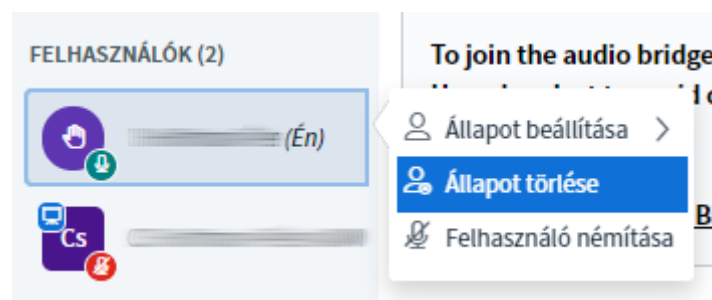 FELHASZNÁLÓK (2)
(Én)
Cs
To join the audio bridge
Állapot beállítása
Állapot törlése
Felhasználó némítása
B